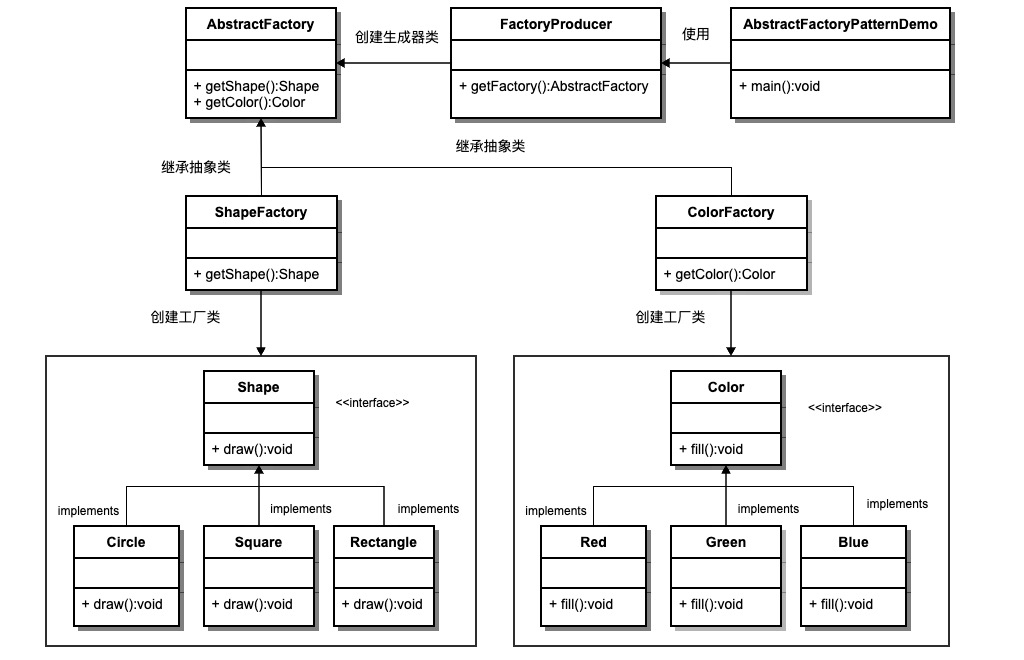 AbstractFactory
+ getShape():Shape
+ getColor():Color
创建生成器类
FactoryProducer
+ getFactory():AbstractFactory
使用
AbstractFactoryPatternDemo
+ main():void
继承抽象类
继承抽象类
ShapeFactory
+ getShape():Shape
ColorFactory
+ getColor():Color
创建工厂类
创建工厂类
Shape
<<interface>>
+ draw():void
implements
implements
implements
Circle
+ draw():void
Square
+ draw():void
Rectangle
+ draw():void
Color
<<interface>>
+ fill():void
implements
implements
implements
Red
+ fill():void
Green
+ fill():void
Blue
+ fill():void